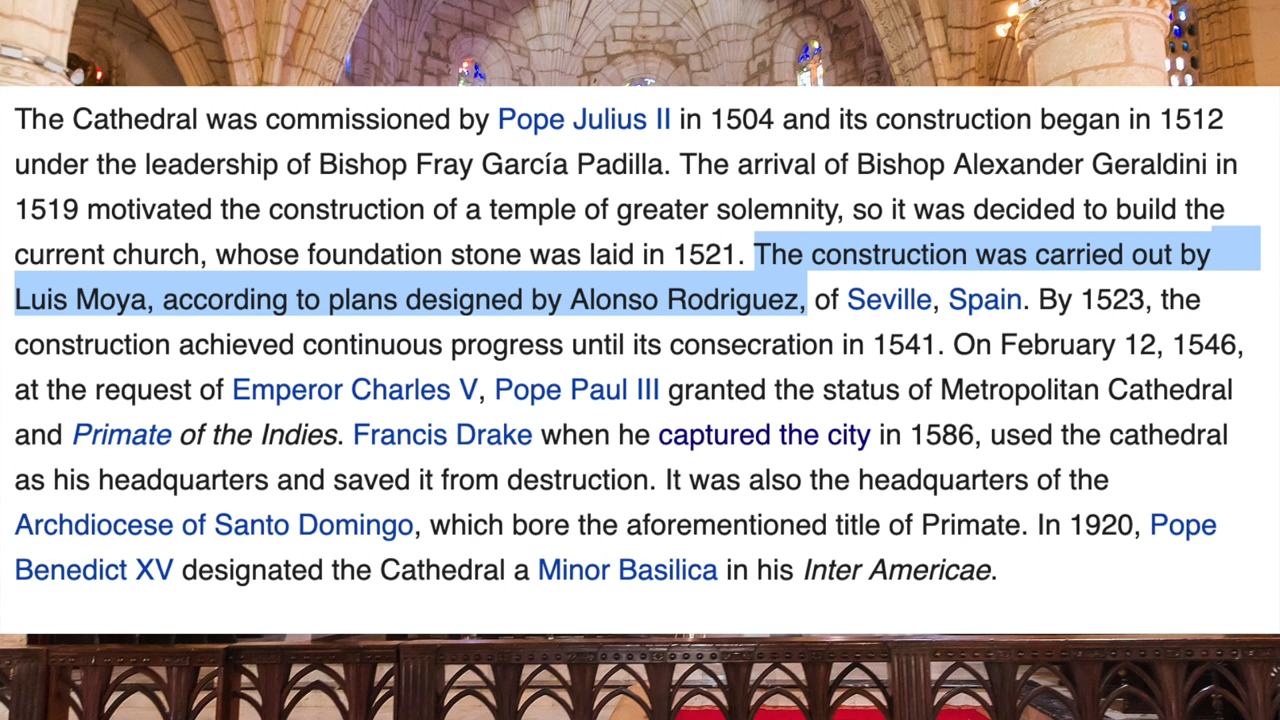 The Cathedral was commissioned by Pope Julius II in 1504 and its construction began in 1512
under the leadership of Bishop Fray García Padilla. The arrival of Bishop Alexander Geraldini in
1519 motivated the construction of a temple of greater solemnity, so it was decided to build the
current church, whose foundation stone was laid in 1521. The construction was carried out by
Luis Moya, according to plans designed by Alonso Rodriguez, of Seville, Spain. By 1523, the
construction achieved continuous progress until its consecration in 1541. On February 12, 1546,
at the request of Emperor Charles V, Pope Paul III granted the status of Metropolitan Cathedral
and Primate of the Indies. Francis Drake when he captured the city in 1586, used the cathedral
as his headquarters and saved it from destruction. It was also the headquarters of the
Archdiocese of Santo Domingo, which bore the aforementioned title of Primate. In 1920, Pope
Benedict XV designated the Cathedral a Minor Basilica in his Inter Americae.